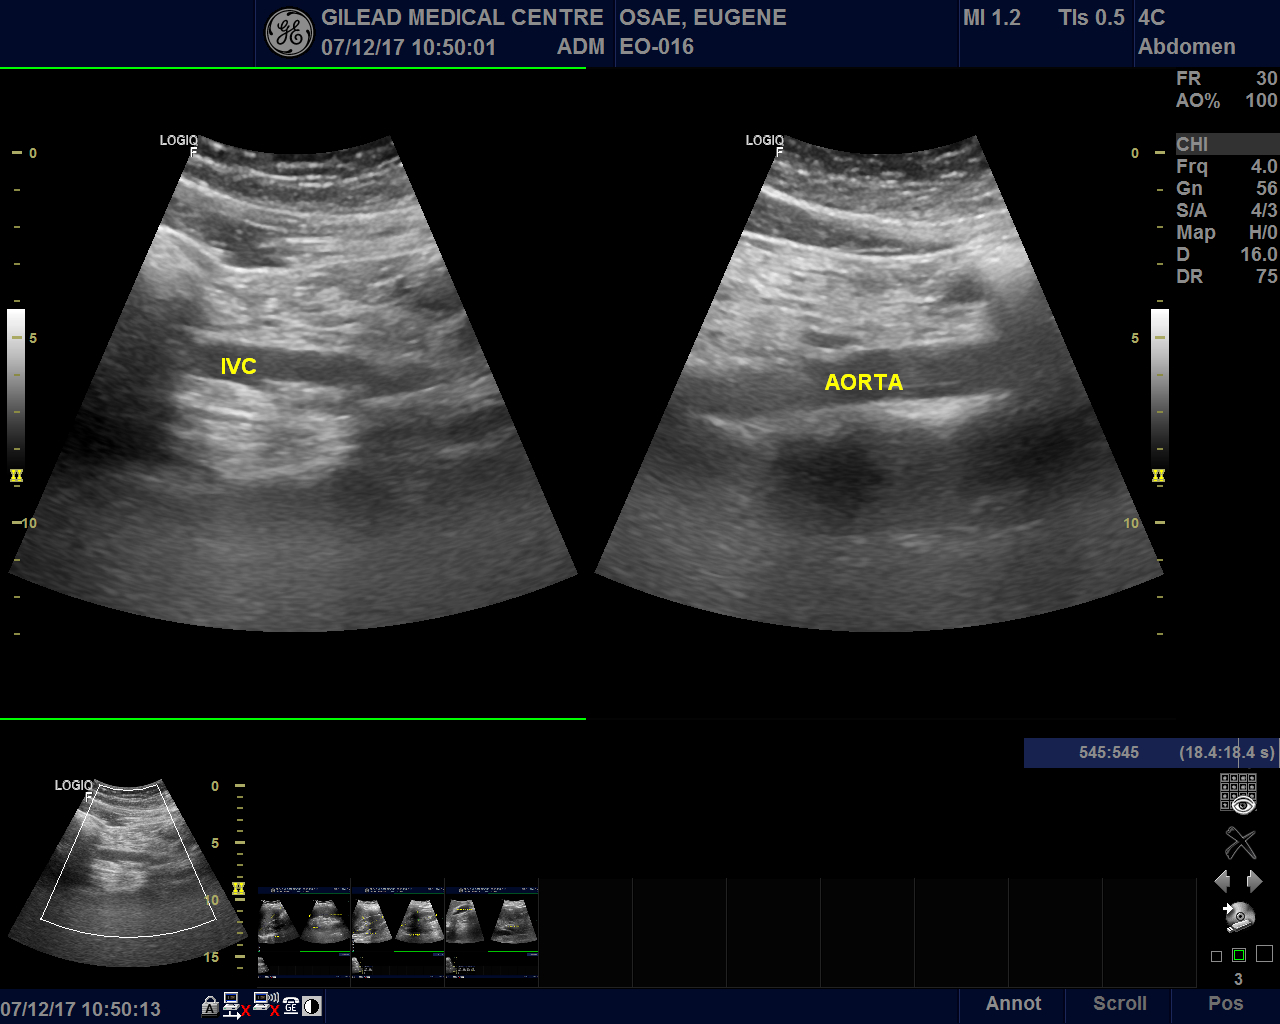 GILEAD MEDICAL CENTRE
07/12/17 10:50:01 ADM
OSAE, EUGENE
EO-016
MI 1.2 TIs 0.5
4C
Abdomen
FR 30
AO% 100
CHI
Frq 4.0
Gn 56
S/A 4/3
Map H/0
D 16.0
DR 75
LOGIQ
F
0
5
10
IVC
LOGIQ
F
0
5
10
AORTA
545:545 (18.4:18.4 s)
LOGIQ
F
0
5
10
15
3
07/12/17 10:50:13
Annot Scroll Pos